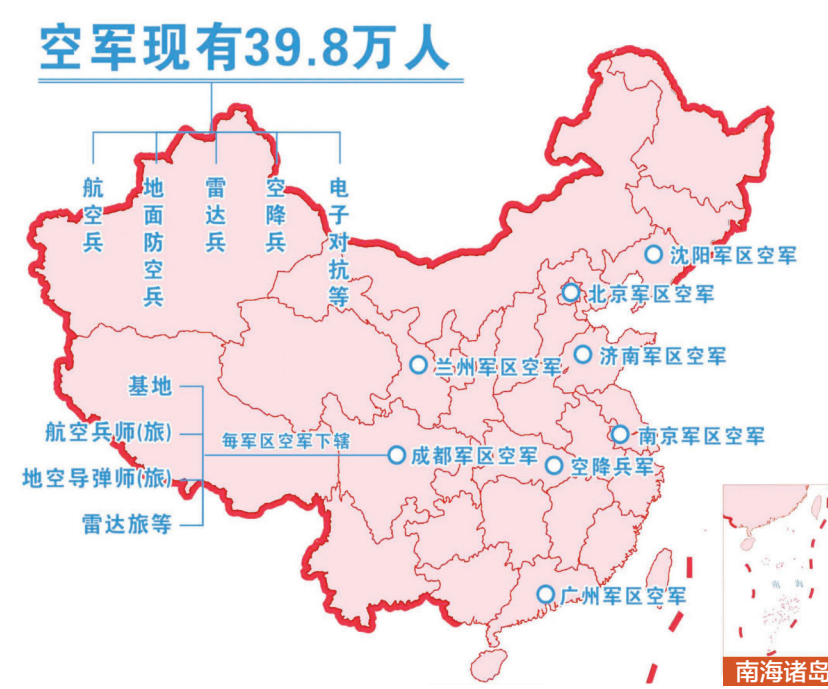 空军现有39.8万人
航空兵
地面防空兵
雷达兵
空降兵
电子对抗等
沈阳军区空军
北京军区空军
济南军区空军
兰州军区空军
基地
航空兵师(旅)
每军区空军下辖
南京军区空军
成都军区空军
空降兵军
地空导弹师(旅)
雷达旅等
广州军区空军
南海诸岛